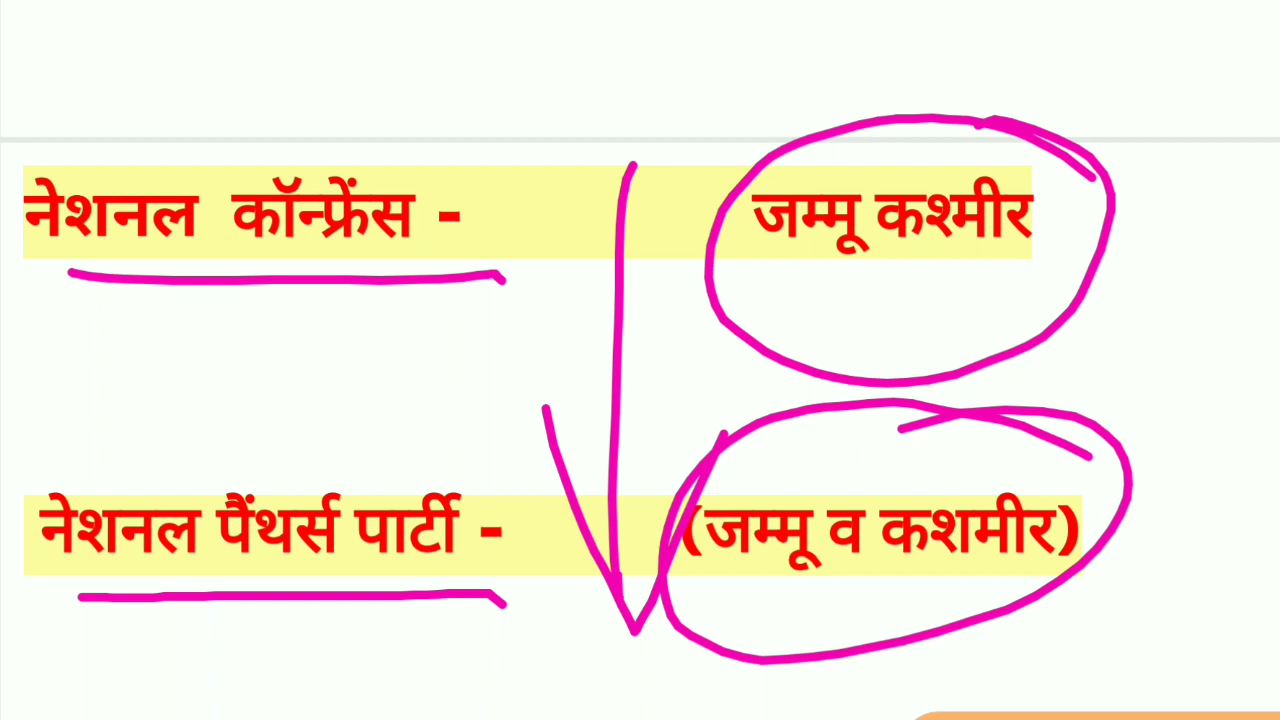 नेशनल कॉन्फ्रेंस - जम्मू कश्मीर
नेशनल पैंथर्स पार्टी - (जम्मू व कशमीर)